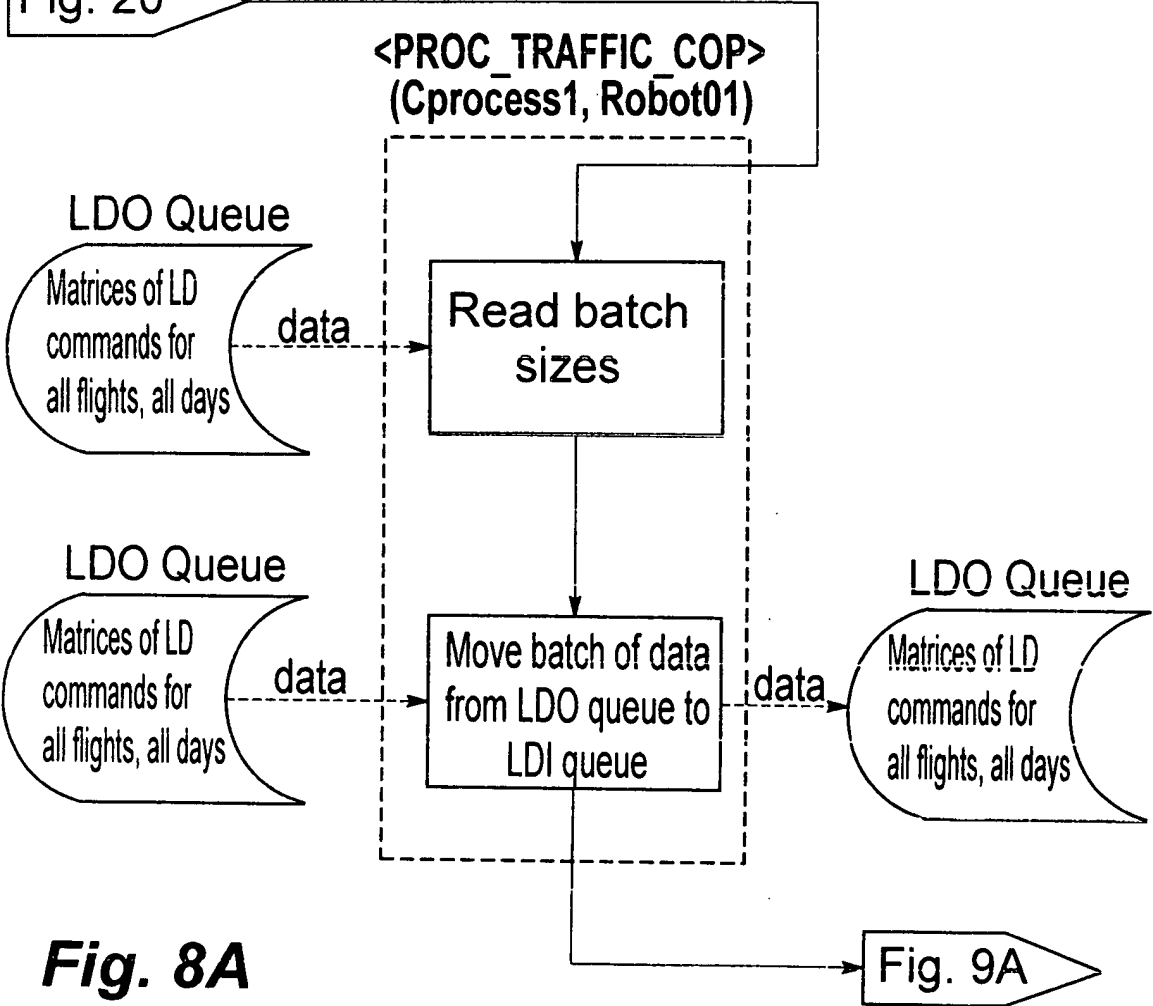 Fig. 20
<PROC_TRAFFIC_COP>
(Cprocess1, Robot01)
LDO Queue
Matrices of LD
commands for
all flights, all days
data
Read batch
sizes
LDO Queue
Matrices of LD
commands for
all flights, all days
data
Move batch of data
from LDO queue to
LDI queue
data
LDO Queue
Matrices of LD
commands for
all flights, all days
Fig. 8A
Fig. 9A